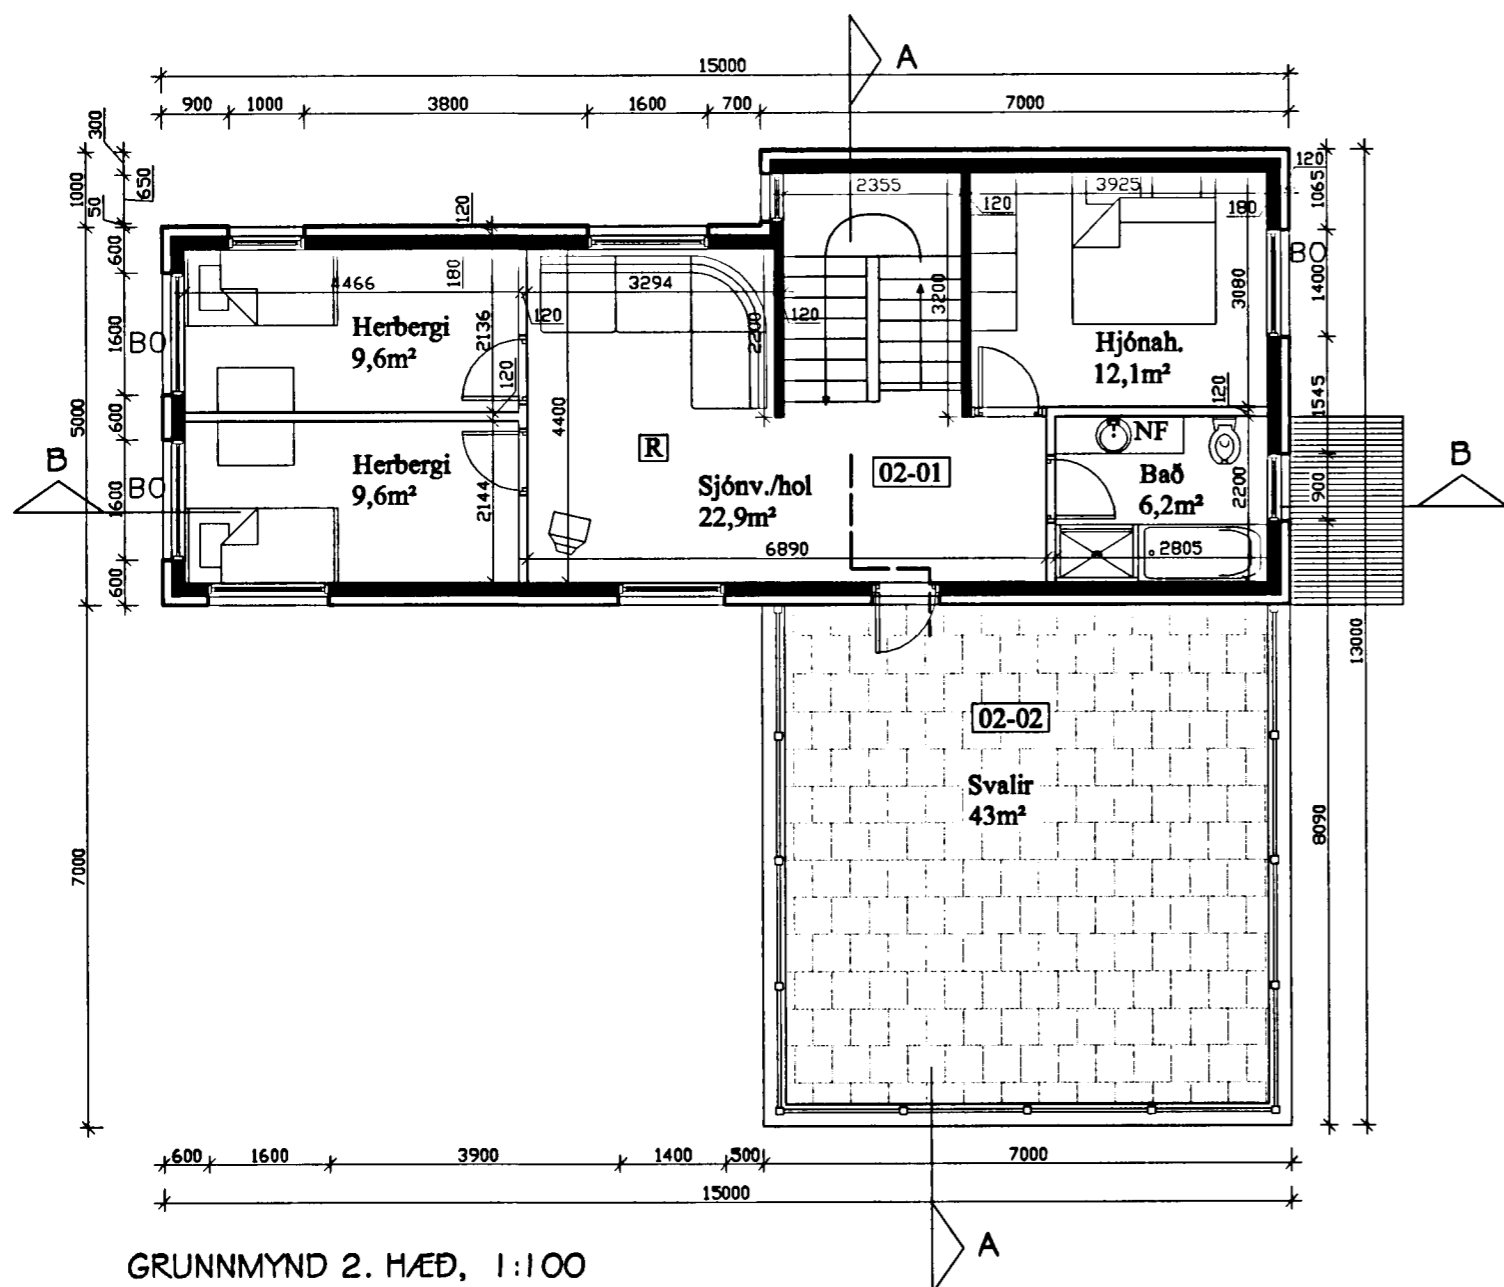 A
15000
900 1000 3800 1600 700 7000
300
1000
650
50
120
2355
3925
120
1065
120
180
600
180
4466
3294
BO
1400
3080
3200
120
120
Herbergi
9,6m²
2136
2200
1600
BO
Hjónah.
12,1m²
120
120
1545
5000
600
4400
R
NF
B
Herbergi
9,6m²
Sjónv./hol
22,9m²
02-01
Bað
6,2m²
2200
900
B
BO
1600
2144
6890
2805
600
13000
02-02
Svalir
43m²
7000
8090
600 1600 3900 1400 500 7000
15000
A
GRUNNMYND 2. HÆÐ, 1:100